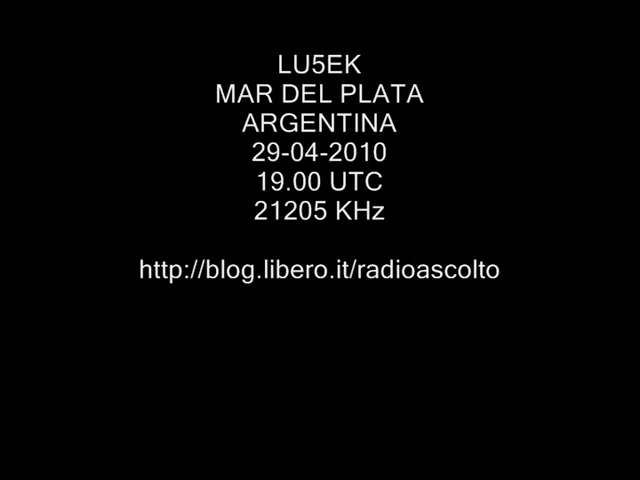 LU5EK
MAR DEL PLATA
ARGENTINA
29-04-2010
19.00 UTC
21205 KHz
http://blog.libero.it/radioascolto